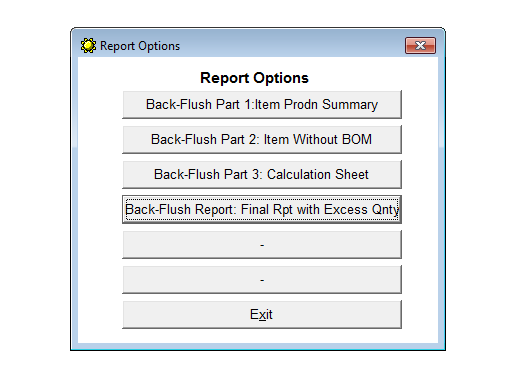 Report Options
Report Options
Back-Flush Part 1:Item Prodn Summary
Back-Flush Part 2: Item Without BOM
Back-Flush Part 3: Calculation Sheet
Back-Flush Report: Final Rpt with Excess Qnty
-
-
Exit